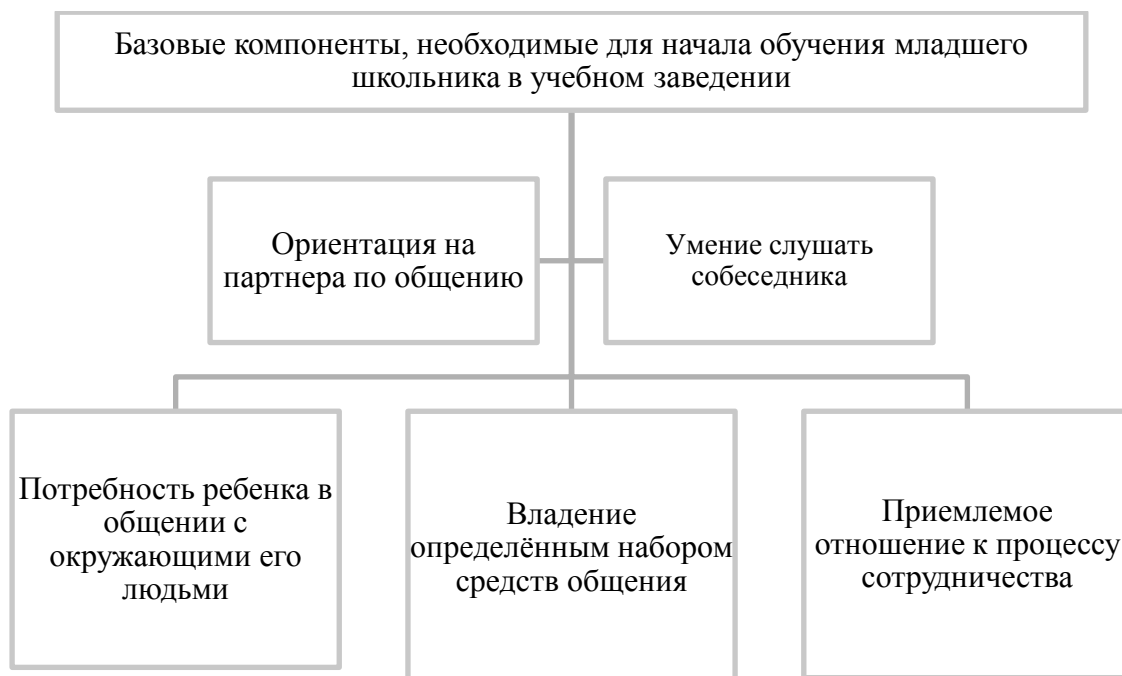 Базовые компоненты, необходимые для начала обучения младшего
школьника в учебном заведении
Ориентация на
партнера по общению
Умение слушать
собеседника
Потребность ребенка в
общении с
окружающими его
людьми
Владение
определённым набором
средств общения
Приемлемое
отношение к процессу
сотрудничества